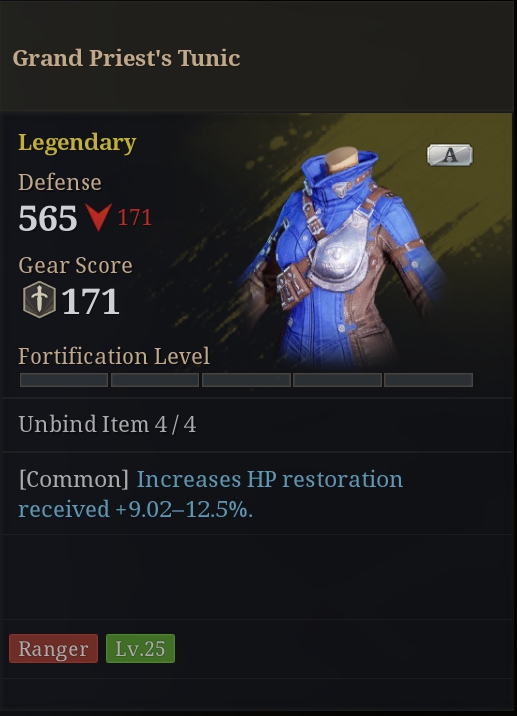 Grand Priest's Tunic
Legendary
A
Defense
565 171
Gear Score
171
Fortification Level
Unbind Item 4 / 4
[Common] Increases HP restoration
received +9.02–12.5%.
Ranger Lv.25